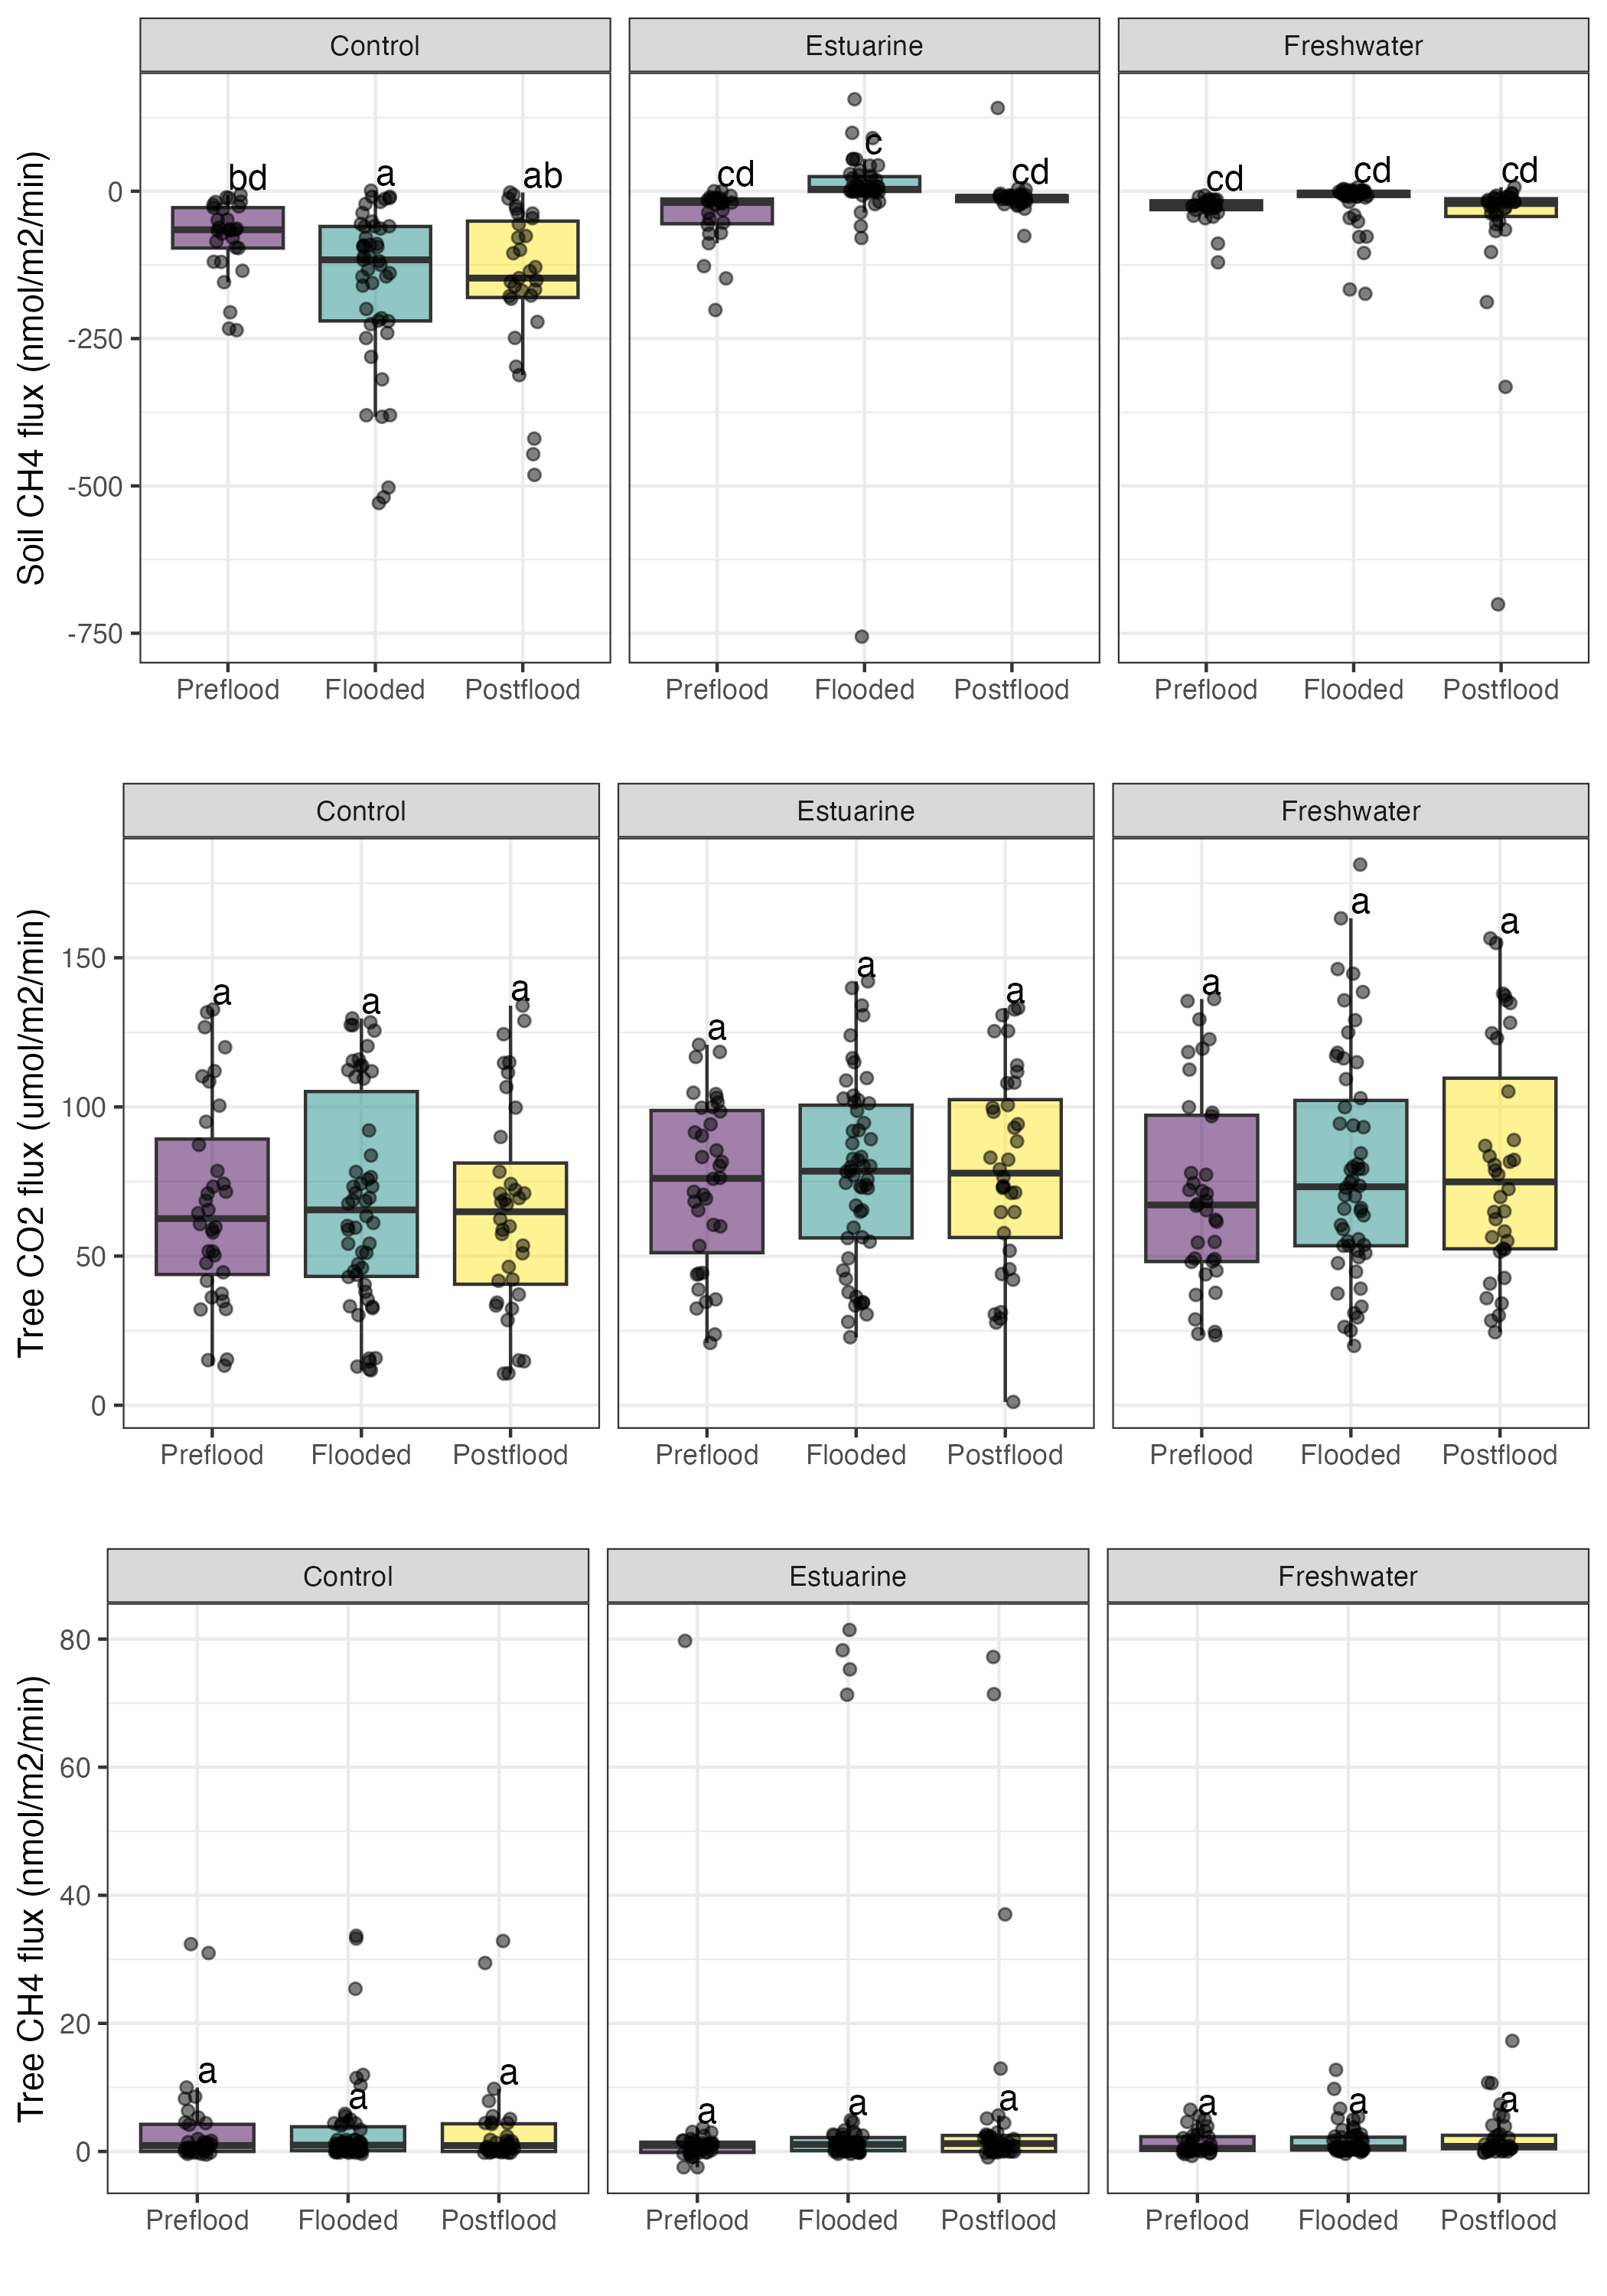 Control Estuarine Freshwater
Soil CH4 flux (nmol/m2/min)
0
-250
-500
-750
bd a ab c cd cd cd cd cd
Preflood Flooded Postflood Preflood Flooded Postflood Preflood Flooded Postflood
Control Estuarine Freshwater
Tree CO2 flux (umol/m2/min)
150
100
50
0
a a a a a a a a a
Preflood Flooded Postflood Preflood Flooded Postflood Preflood Flooded Postflood
Control Estuarine Freshwater
Tree CH4 flux (nmol/m2/min)
80
60
40
20
0
a a a a a a a a a
Preflood Flooded Postflood Preflood Flooded Postflood Preflood Flooded Postflood